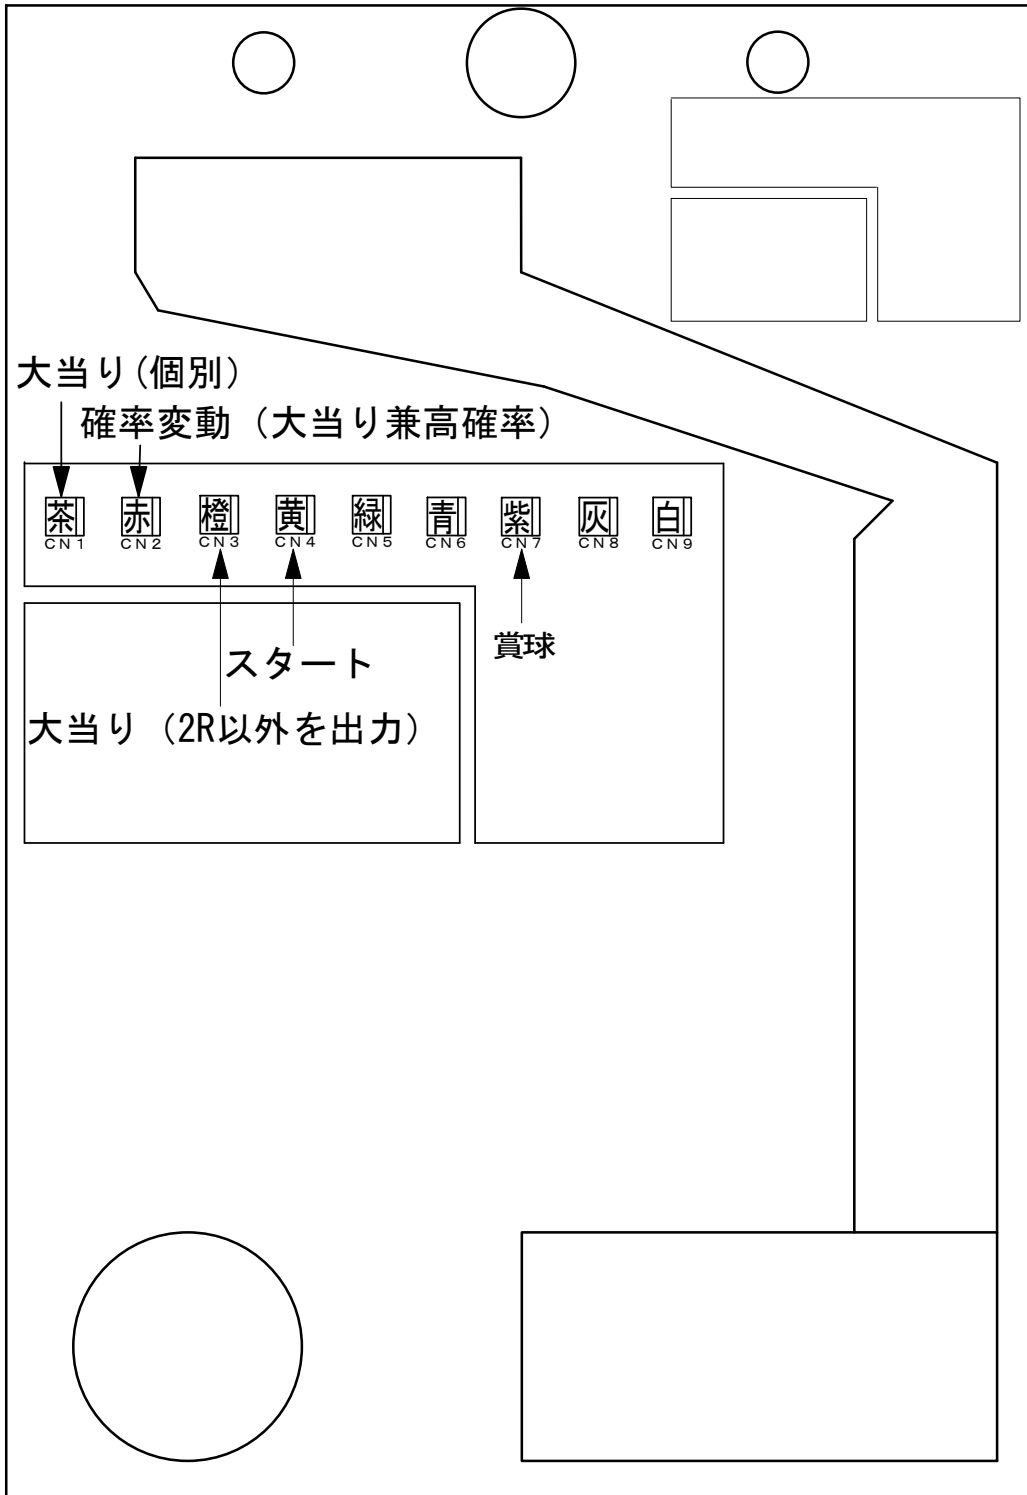 大当り(個別)
確率変動（大当り兼高確率）
茶 赤 橙 黄 緑 青 紫 灰 白
CN1 CN2 CN3 CN4 CN5 CN6 CN7 CN8 CN9
賞球
スタート
大当り（2R以外を出力）